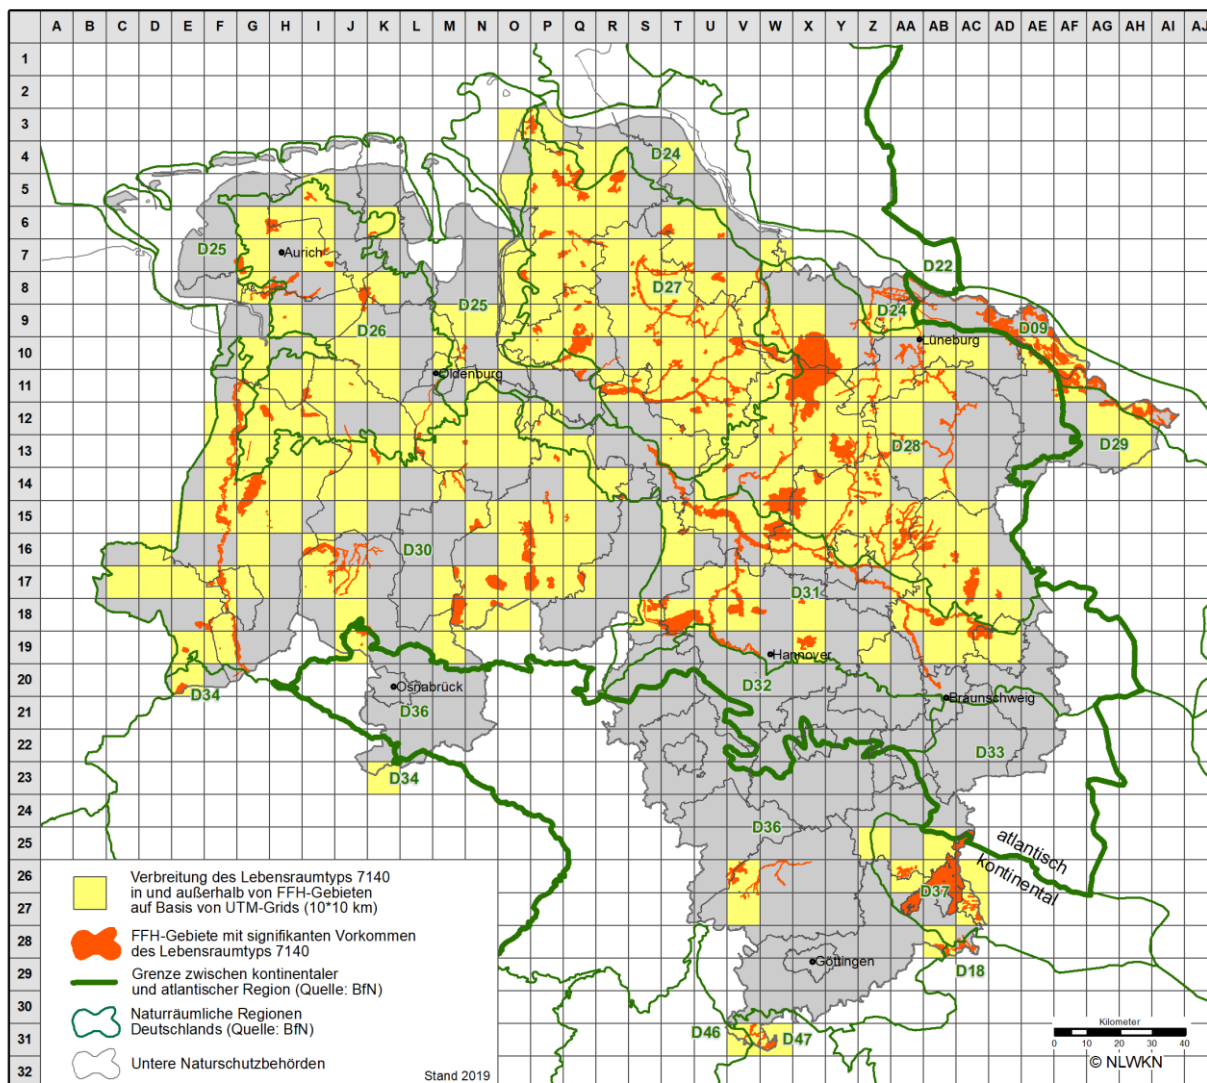 A B C D E F G H I J K L M N O P Q R S T U V W X Y Z AA AB AC AD AE AF AG AH AI AJ
1
2
3
4
D24
5
6
7
D25
Aurich
D22
8
D27
D25
D24
9
D26
D09
10
Lüneburg
11
Oldenburg
12
13
D28
D29
14
15
16
D30
17
D31
18
19
Hannover
20
D34
Osnabrück
D32
Braunschweig
21
D36
22
D33
23
D34
24
D36
25
atlantisch
kontinental
26
D37
27
28
29
Göttingen
D18
30
31
D46
D47
32
Verbreitung des Lebensraumtyps 7140
in und außerhalb von FFH-Gebieten
auf Basis von UTM-Grids (10*10 km)
FFH-Gebiete mit signifikanten Vorkommen
des Lebensraumtyps 7140
Grenze zwischen kontinentaler
und atlantischer Region (Quelle: BfN)
Naturräumliche Regionen
Deutschlands (Quelle: BfN)
Untere Naturschutzbehörden
Stand 2019
Kilometer
0 10 20 30 40
© NLWKN